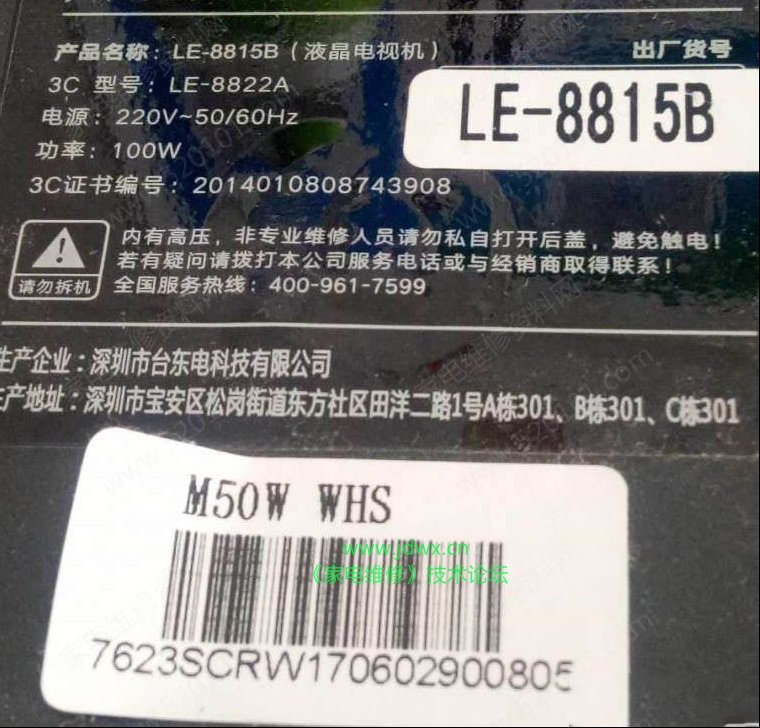 产品名称：LE-8815B（液晶电视机）
出厂货号
3C 型号：LE-8822A
LE-8815B
电源：220V~50/60Hz
功率：100W
3C证书编号：2014010808743908
内有高压，非专业维修人员请勿私自打开后盖，避免触电！
若有疑问请拨打本公司服务电话或与经销商取得联系！
请勿拆机
全国服务热线：400-961-7599
生产企业：深圳市台东电科技有限公司
生产地址：深圳市宝安区松岗街道东方社区田洋二路1号A栋301、B栋301、C栋301
M50W WHS
www.jdwx.cn
《家电维修》技术论坛
7623SCRW170602900805